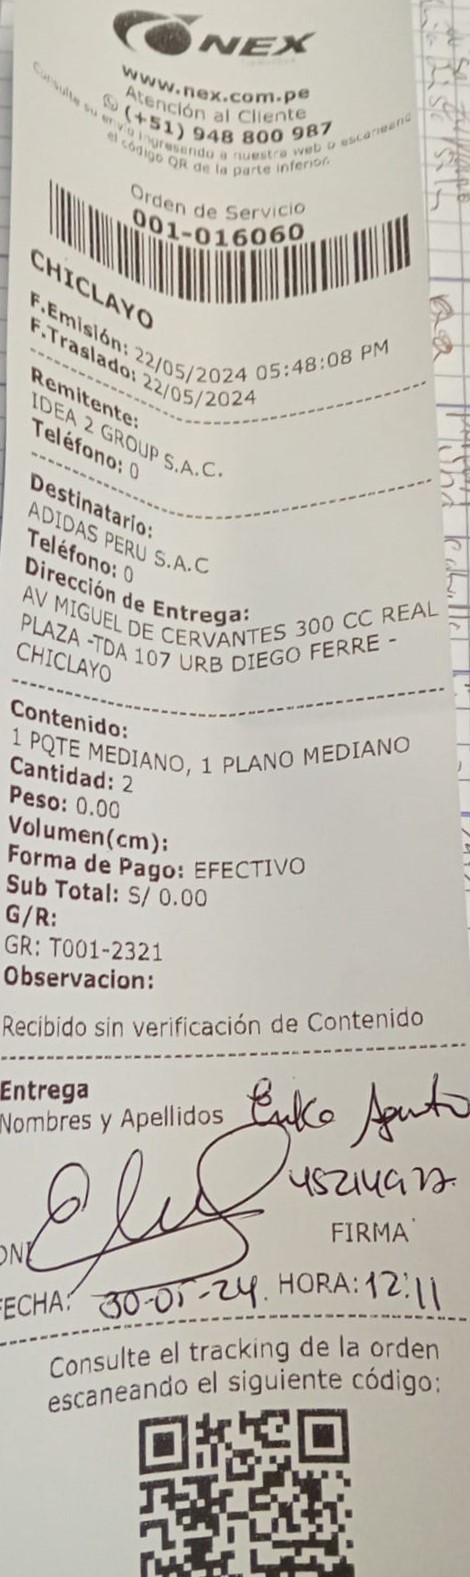 NEX
www.nex.com.pe
Atención al Cliente
(+51) 948 800 987
Consulte su envío ingresando a nuestra web o escaneando
el código QR de la parte inferior.
Orden de Servicio
001-016060
CHICLAYO
F.Emisión: 22/05/2024 05:48:08 PM
F.Traslado: 22/05/2024
Remitente:
IDEA 2 GROUP S.A.C.
Teléfono: 0
Destinatario:
ADIDAS PERU S.A.C
Teléfono: 0
Dirección de Entrega:
AV MIGUEL DE CERVANTES 300 CC REAL
PLAZA -TDA 107 URB DIEGO FERRE -
CHICLAYO
Contenido:
1 PQTE MEDIANO, 1 PLANO MEDIANO
Cantidad: 2
Peso: 0.00
Volumen(cm):
Forma de Pago: EFECTIVO
Sub Total: S/ 0.00
G/R:
GR: T001-2321
Observacion:
Recibido sin verificación de Contenido
Entrega
Nombres y Apellidos
DNI
FIRMA
FECHA: 30-05-24. HORA: 12:11
Consulte el tracking de la orden
escaneando el siguiente código: